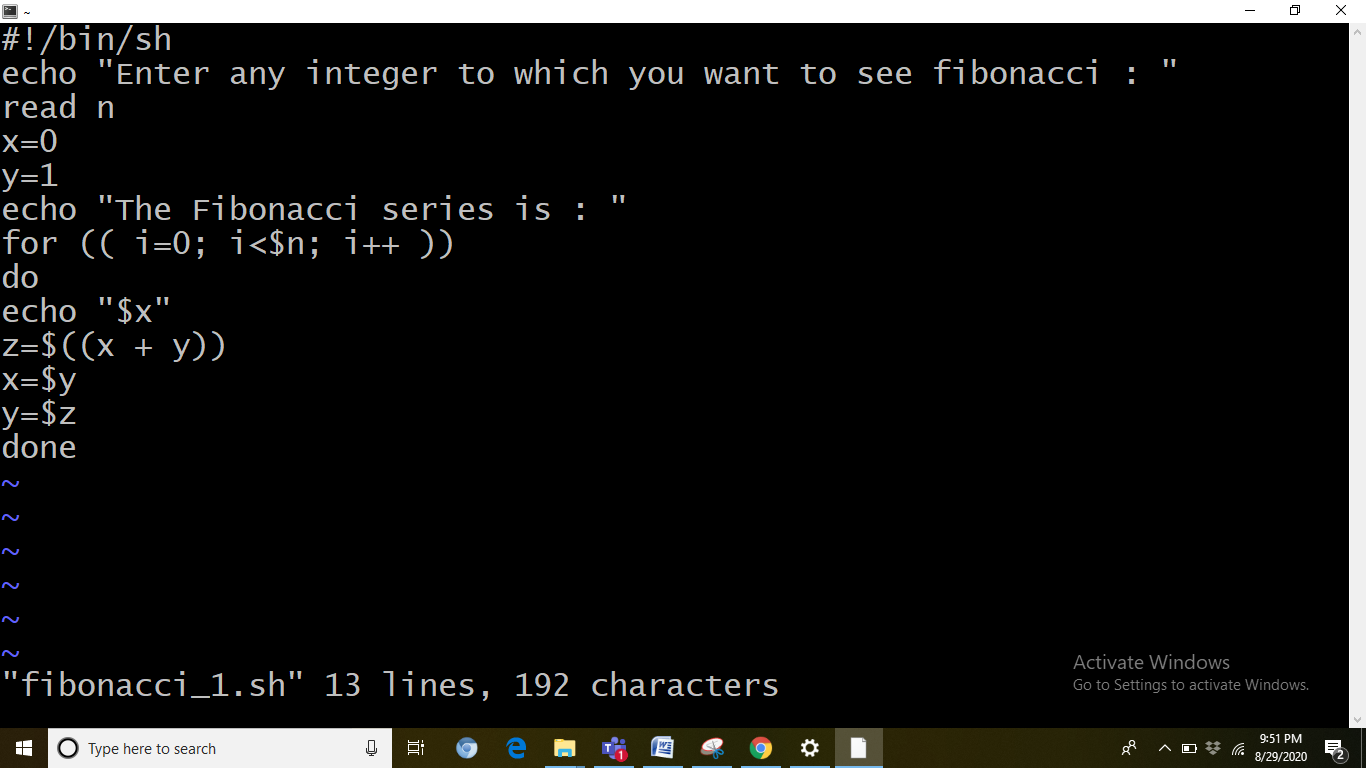 ~
#!/bin/sh
echo "Enter any integer to which you want to see fibonacci : "
read n
x=0
y=1
echo "The Fibonacci series is : "
for (( i=0; i<$n; i++ ))
do
echo "$x"
z=$((x + y))
x=$y
y=$z
done
~
~
~
~
~
~
"fibonacci_1.sh" 13 lines, 192 characters
Activate Windows
Go to Settings to activate Windows.
Type here to search
1
9:51 PM
8/29/2020
2